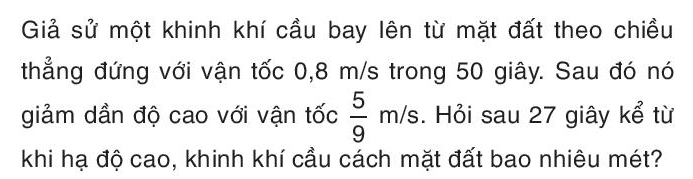 Giả sử một khinh khí cầu bay lên từ mặt đất theo chiều
thẳng đứng với vận tốc 0,8 m/s trong 50 giây. Sau đó nó
giảm dần độ cao với vận tốc 5/9 m/s. Hỏi sau 27 giây kể từ
khi hạ độ cao, khinh khí cầu cách mặt đất bao nhiêu mét?